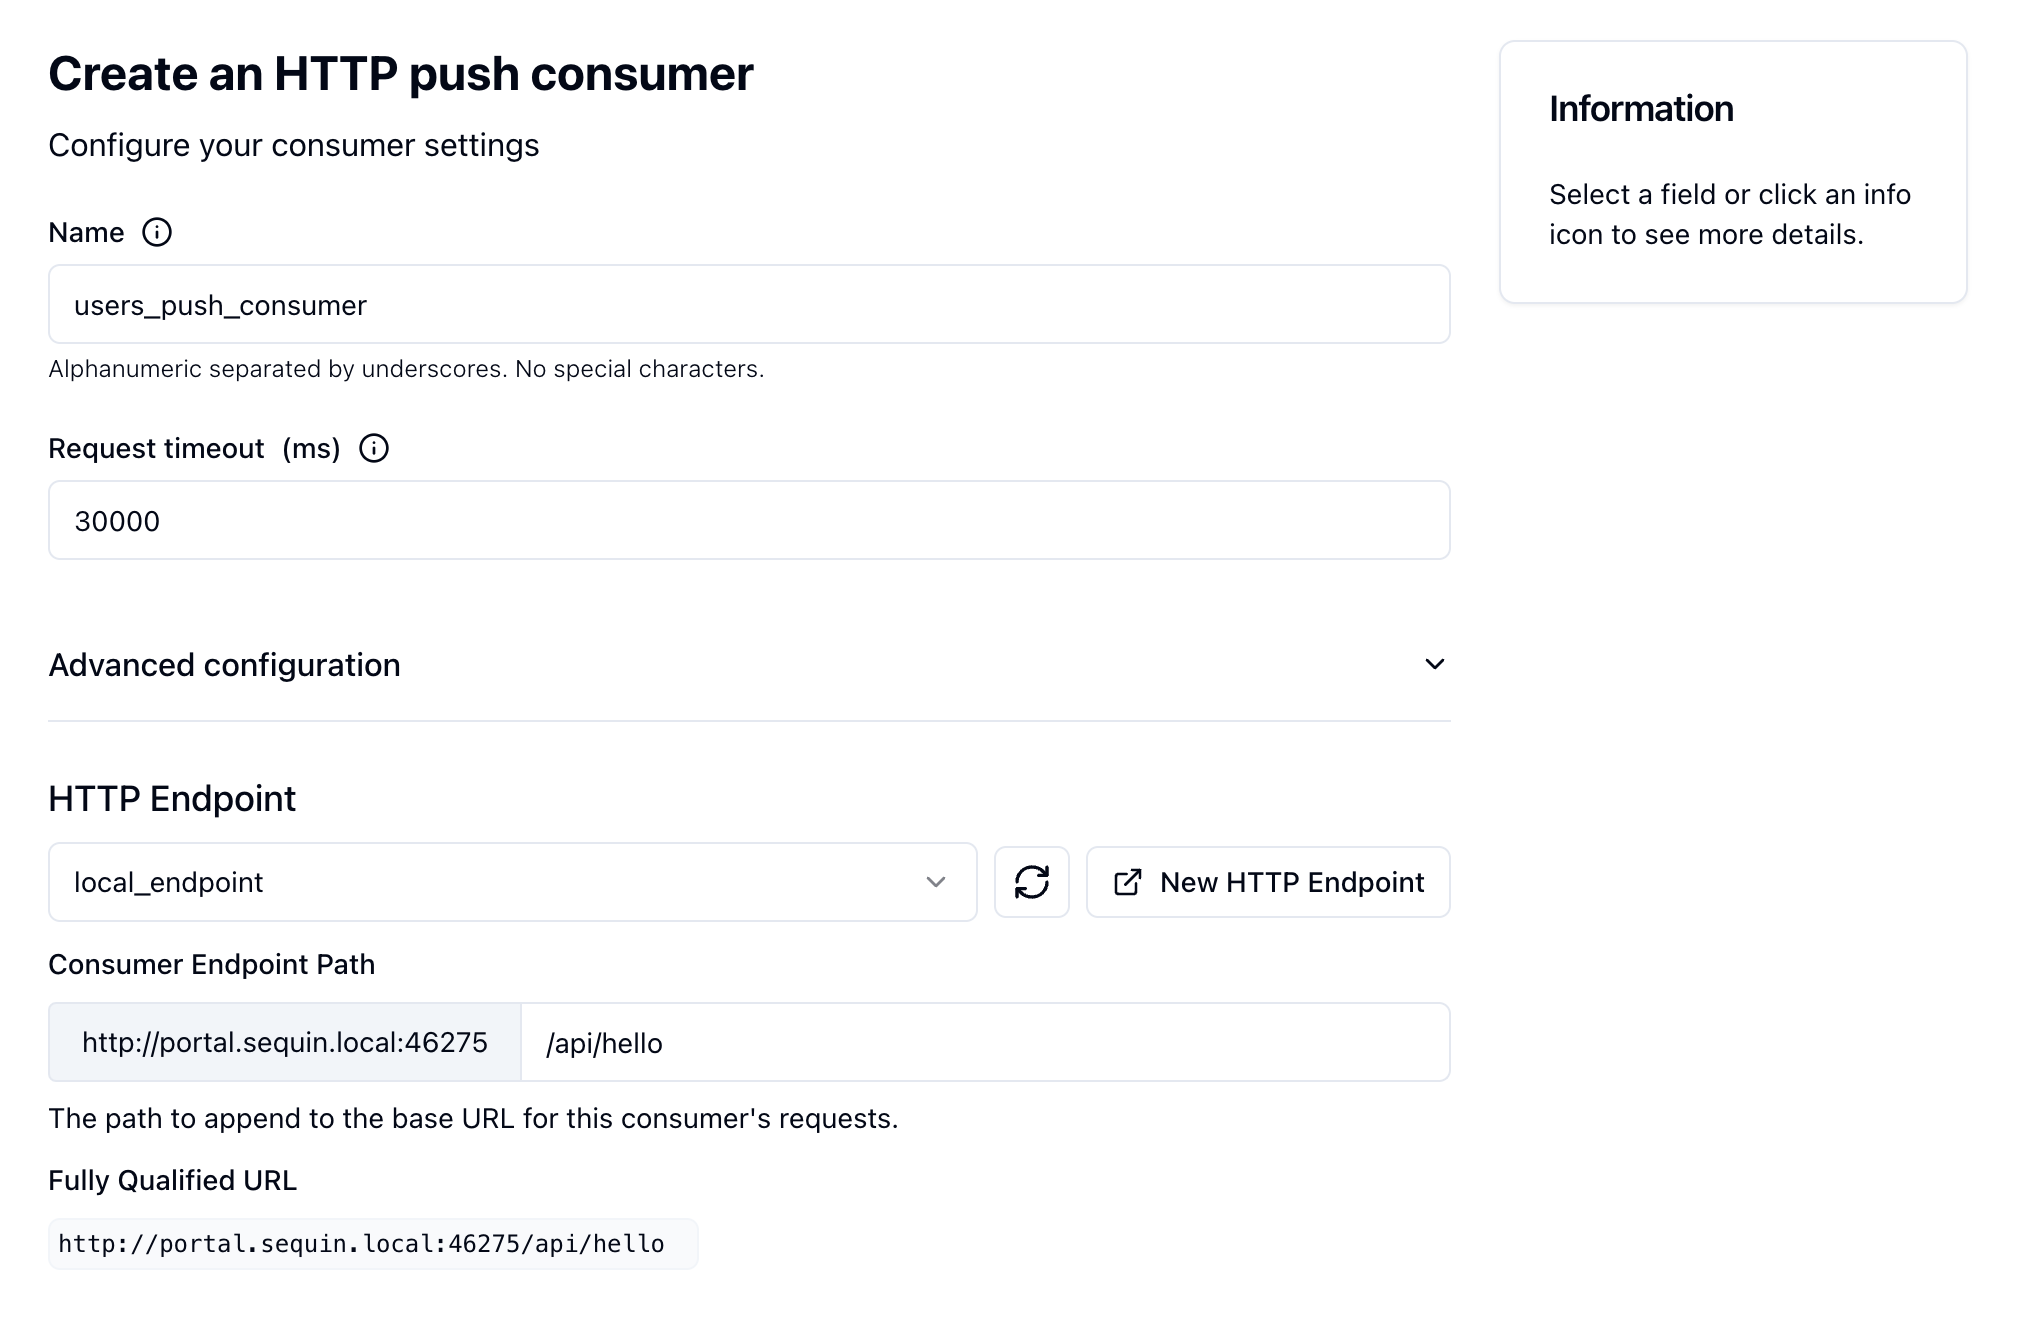 Create an HTTP push consumer
Configure your consumer settings
Name
users_push_consumer
Alphanumeric separated by underscores. No special characters.
Request timeout (ms)
30000
Advanced configuration
HTTP Endpoint
local_endpoint
New HTTP Endpoint
Consumer Endpoint Path
http://portal.sequin.local:46275 /api/hello
The path to append to the base URL for this consumer's requests.
Fully Qualified URL
http://portal.sequin.local:46275/api/hello
Information
Select a field or click an info
icon to see more details.